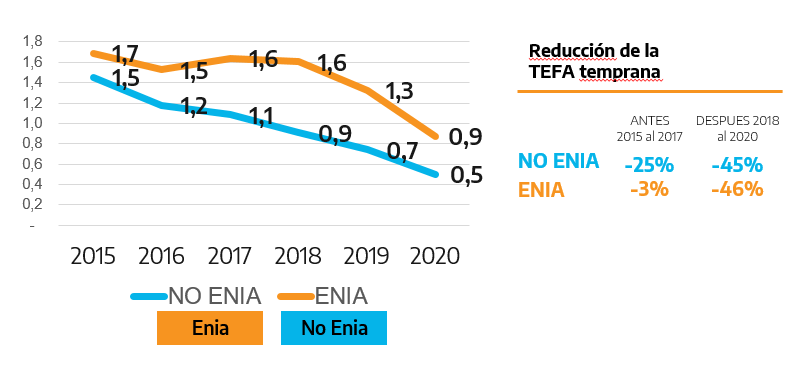 1,8
1,6
1,4
1,2
1,0
0,8
0,6
0,4
0,2
-
1,7
1,5
1,6
1,6
1,3
0,9
1,5
1,2
1,1
0,9
0,7
0,5
2015 2016 2017 2018 2019 2020
NO ENIA ENIA
Enia No Enia
Reducción de la
TEFA temprana
ANTES DESPUES 2018
2015 al 2017 al 2020
NO ENIA -25% -45%
ENIA -3% -46%